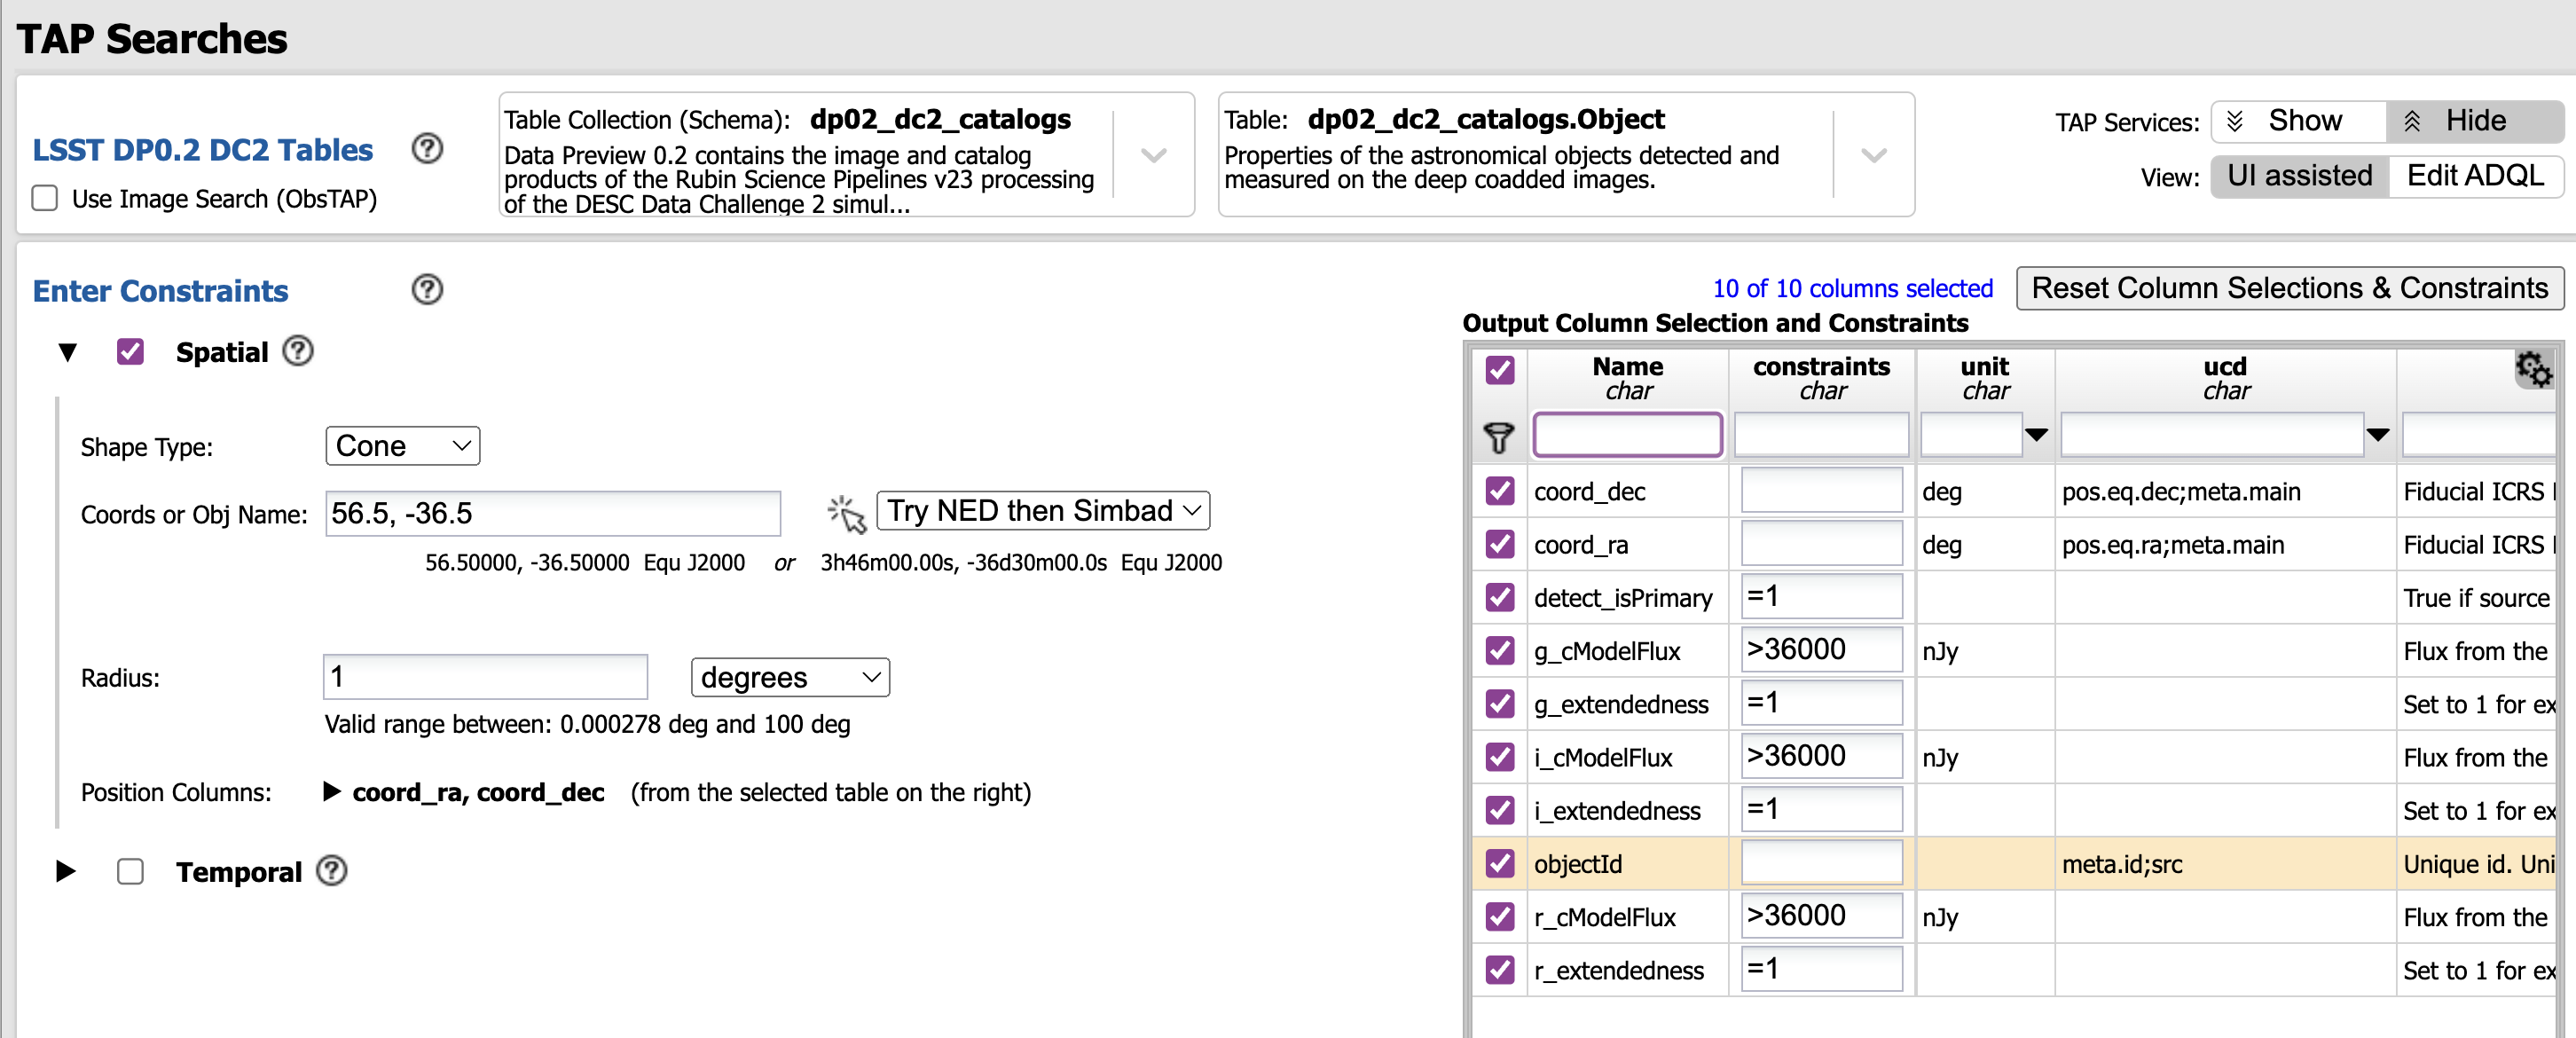 TAP Searches
LSST DP0.2 DC2 Tables
Use Image Search (ObsTAP)
Table Collection (Schema): dp02_dc2_catalogs
Data Preview 0.2 contains the image and catalog
products of the Rubin Science Pipelines v23 processing
of the DESC Data Challenge 2 simul...
Table: dp02_dc2_catalogs.Object
Properties of the astronomical objects detected and
measured on the deep coadded images.
TAP Services: Show Hide
View: UI assisted Edit ADQL
Enter Constraints
Spatial
Shape Type: Cone
Coords or Obj Name: 56.5, -36.5 Try NED then Simbad
56.50000, -36.50000 Equ J2000 or 3h46m00.00s, -36d30m00.0s Equ J2000
Radius: 1 degrees
Valid range between: 0.000278 deg and 100 deg
Position Columns: coord_ra, coord_dec (from the selected table on the right)
Temporal
10 of 10 columns selected Reset Column Selections & Constraints
Output Column Selection and Constraints
Name constraints unit ucd
char char char char
coord_dec deg pos.eq.dec;meta.main Fiducial ICRS
coord_ra deg pos.eq.ra;meta.main Fiducial ICRS
detect_isPrimary =1 True if source
g_cModelFlux >36000 nJy Flux from the
g_extendedness =1 Set to 1 for ex
i_cModelFlux >36000 nJy Flux from the
i_extendedness =1 Set to 1 for ex
objectId meta.id;src Unique id. Uni
r_cModelFlux >36000 nJy Flux from the
r_extendedness =1 Set to 1 for ex